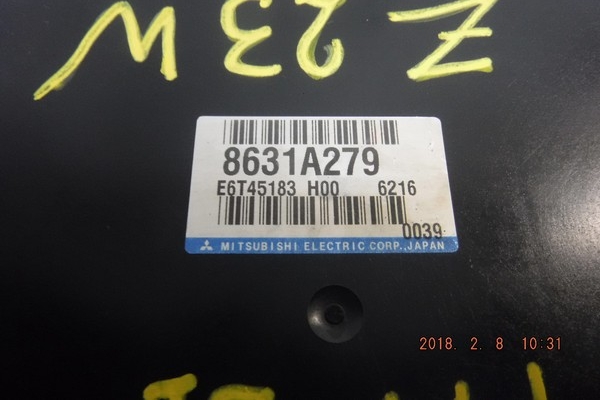 Z23W
8631A279
E6T45183 H00 6216
0039
MITSUBISHI ELECTRIC CORP.,JAPAN
2018. 2. 8 10:31